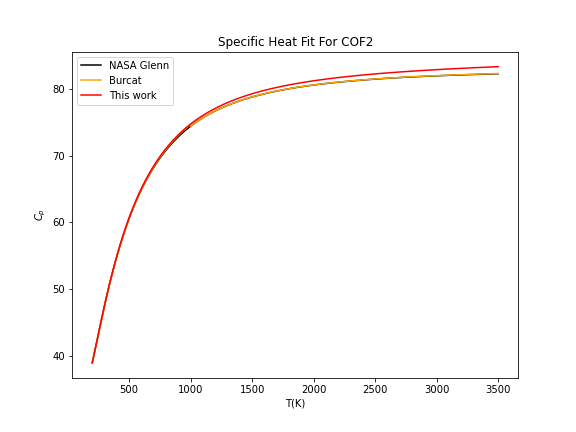 Specific Heat Fit For COF2
NASA Glenn
Burcat
This work
80
70
60
50
40
$C_p$
500 1000 1500 2000 2500 3000 3500
T(K)